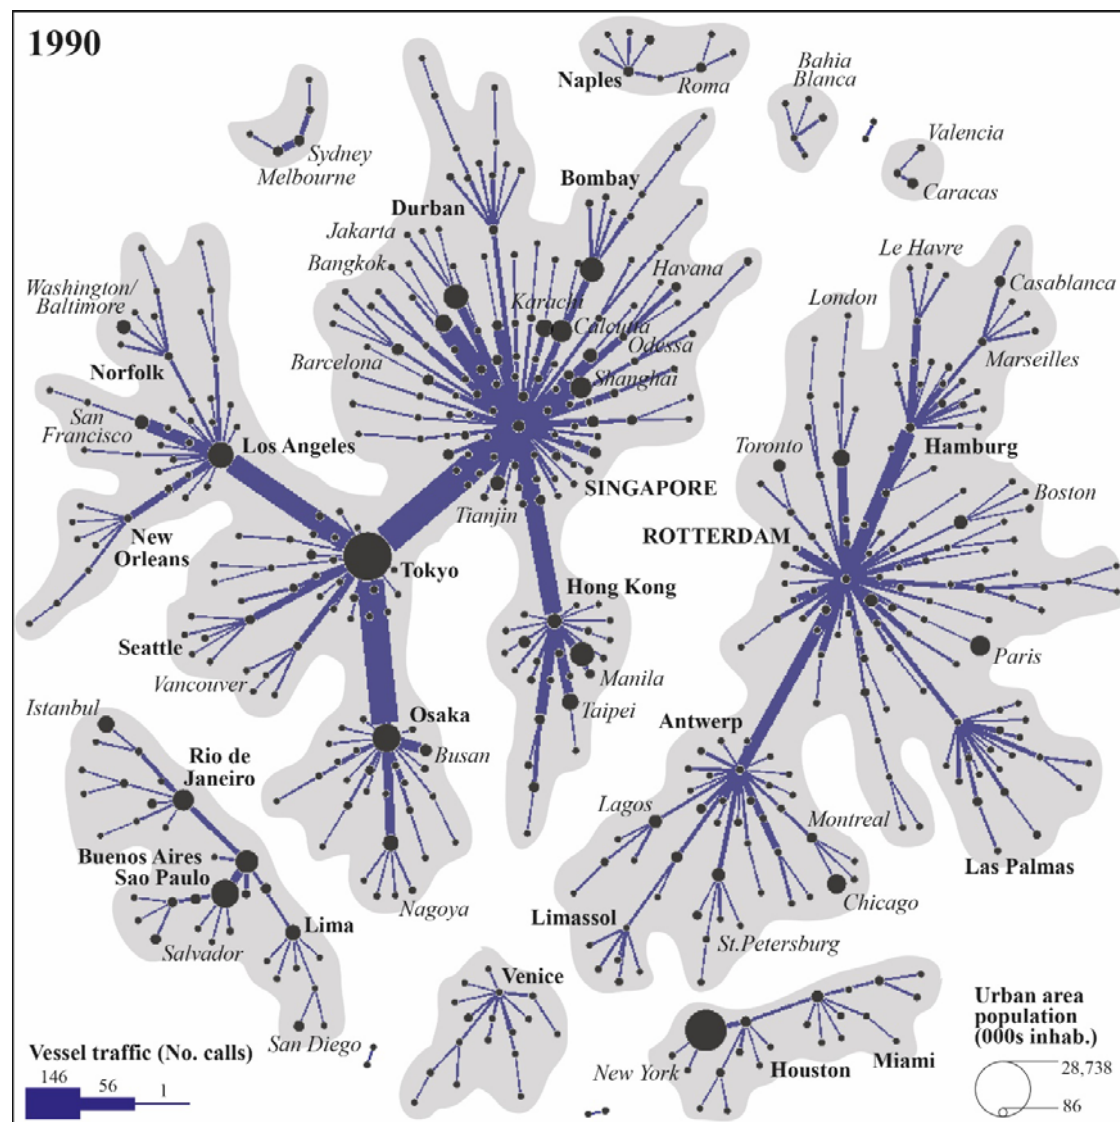 1990
Naples
Roma
Bahia
Blanca
Valencia
Caracas
Sydney
Melbourne
Durban
Bombay
Jakarta
Bangkok
Havana
Karachi
Calcutta
Odessa
Barcelona
Shanghai
Le Havre
Casablanca
London
Marseilles
Washington/
Baltimore
Norfolk
San
Francisco
Los Angeles
Hamburg
Toronto
SINGAPORE
Tianjin
Boston
ROTTERDAM
New
Orleans
Tokyo
Hong Kong
Seattle
Vancouver
Manila
Paris
Taipei
Istanbul
Osaka
Busan
Antwerp
Rio de
Janeiro
Lagos
Montreal
Buenos Aires
Sao Paulo
Las Palmas
Nagoya
Chicago
Lima
Limassol
Salvador
St.Petersburg
Venice
San Diego
New York
Houston
Miami
Vessel traffic (No. calls)
146
56
1
Urban area
population
(000s inhab.)
28,738
86